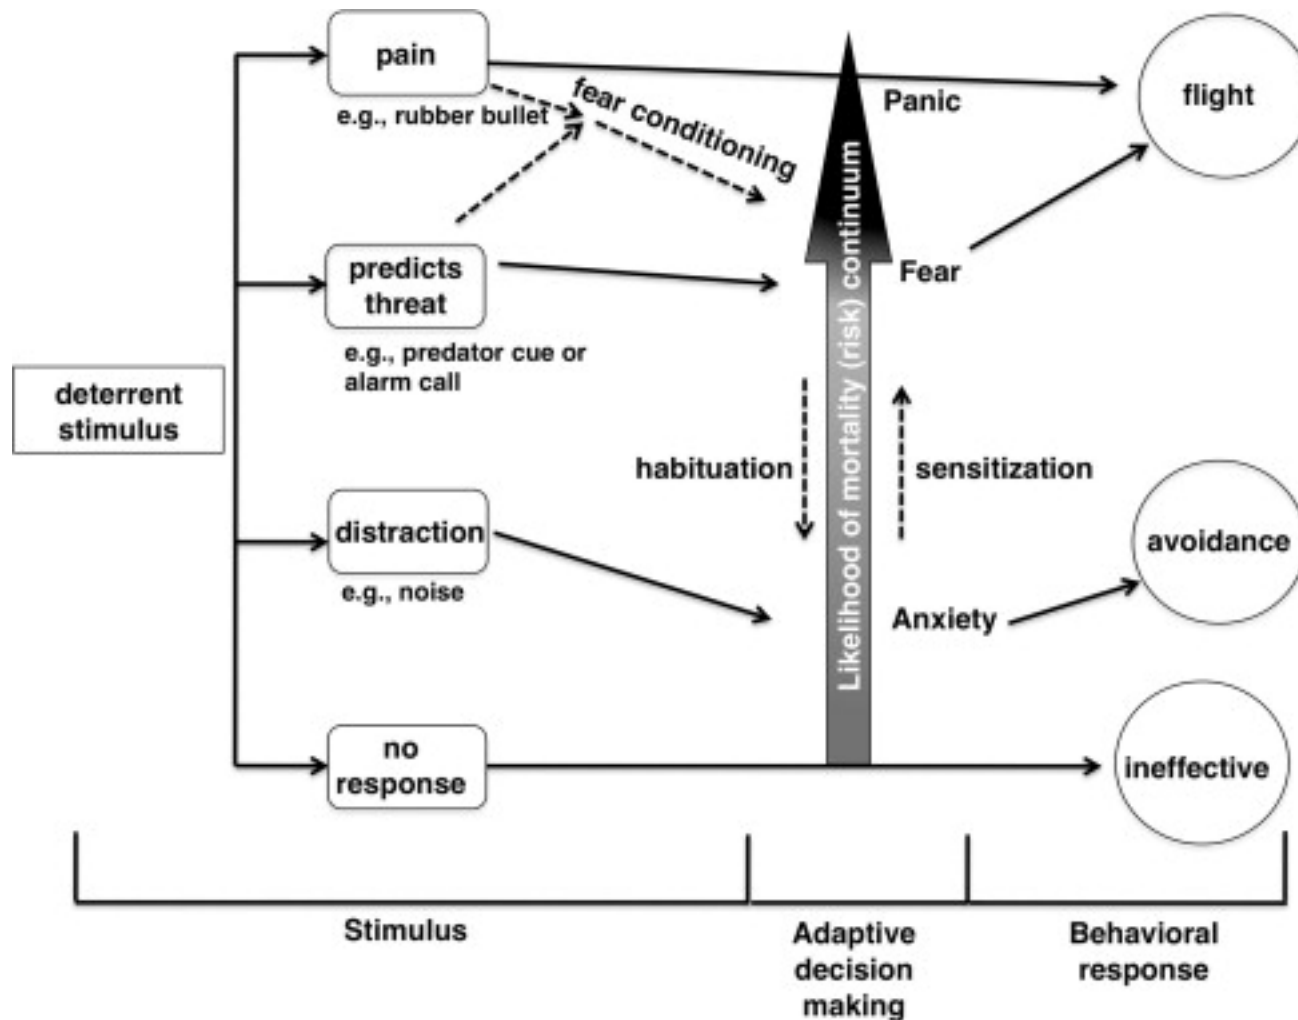 pain
e.g., rubber bullet
fear conditioning
Panic
flight
predicts
threat
e.g., predator cue or
alarm call
Fear
Likelihood of mortality (risk) continuum
deterrent
stimulus
habituation
sensitization
distraction
e.g., noise
Anxiety
avoidance
no
response
ineffective
Stimulus
Adaptive
decision
making
Behavioral
response